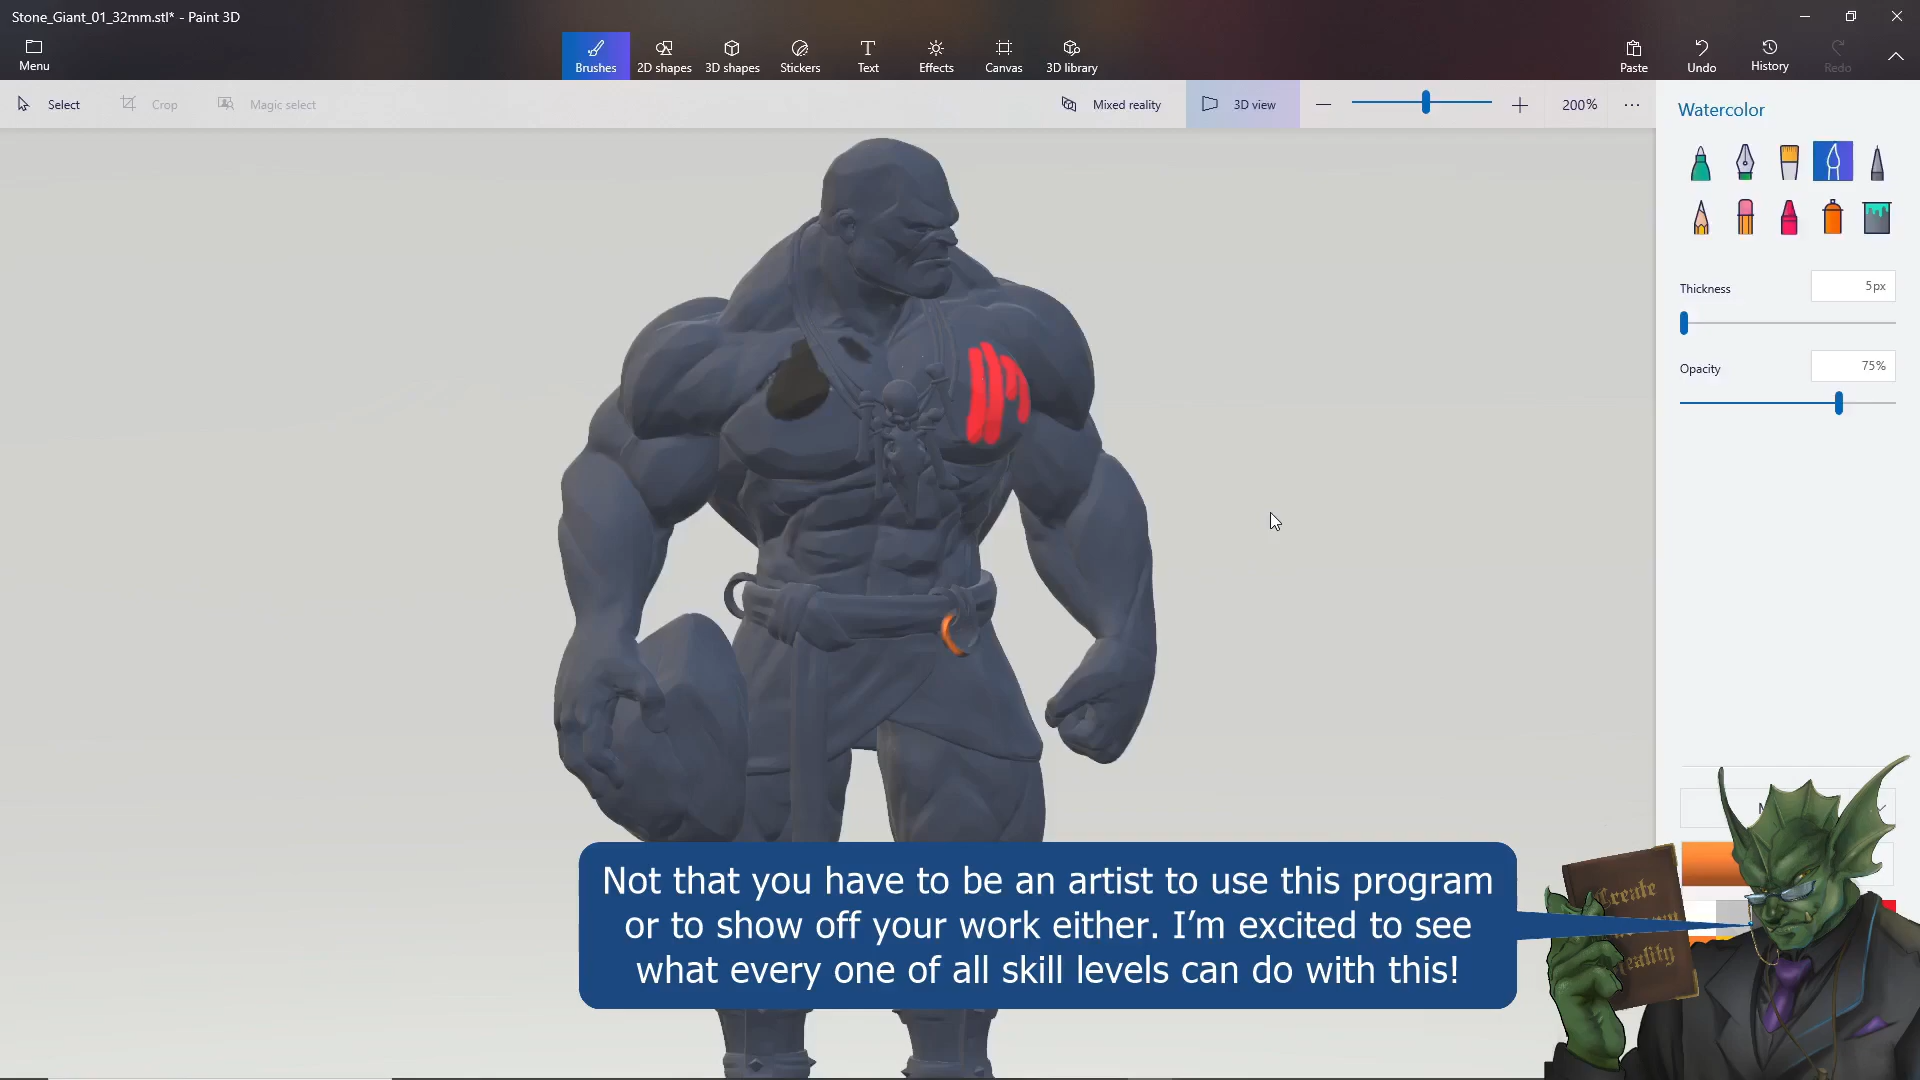 Stone_Giant_01_32mm.stl* - Paint 3D
Menu
Brushes
2D shapes
3D shapes
Stickers
Text
Effects
Canvas
3D library
Paste
Undo
History
Redo
Select
Crop
Magic select
Mixed reality
3D view
200%
Watercolor
Thickness
5px
Opacity
75%
Not that you have to be an artist to use this program
or to show off your work either. I’m excited to see
what every one of all skill levels can do with this!
Create